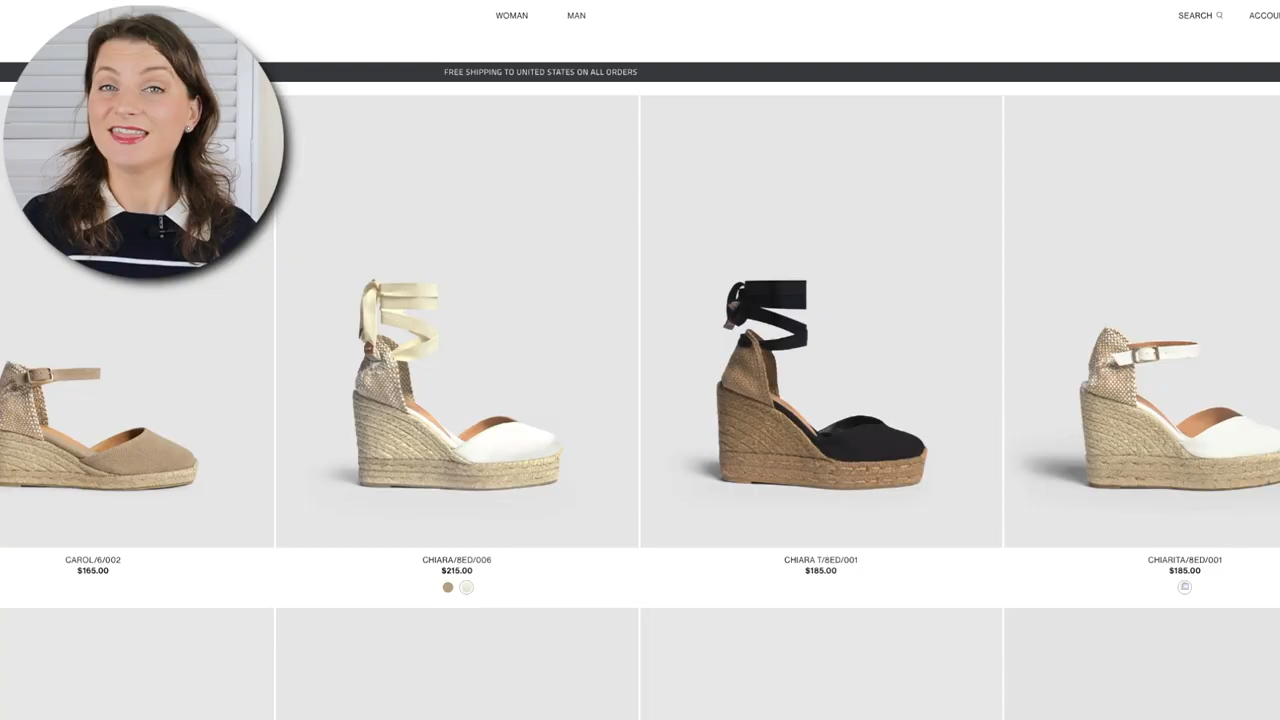 WOMAN
MAN
SEARCH
ACCOU
FREE SHIPPING TO UNITED STATES ON ALL ORDERS
CAROL/6/002
$165.00
CHIARA/8ED/006
$215.00
CHIARA T/8ED/001
$185.00
CHIARITA/8ED/001
$185.00